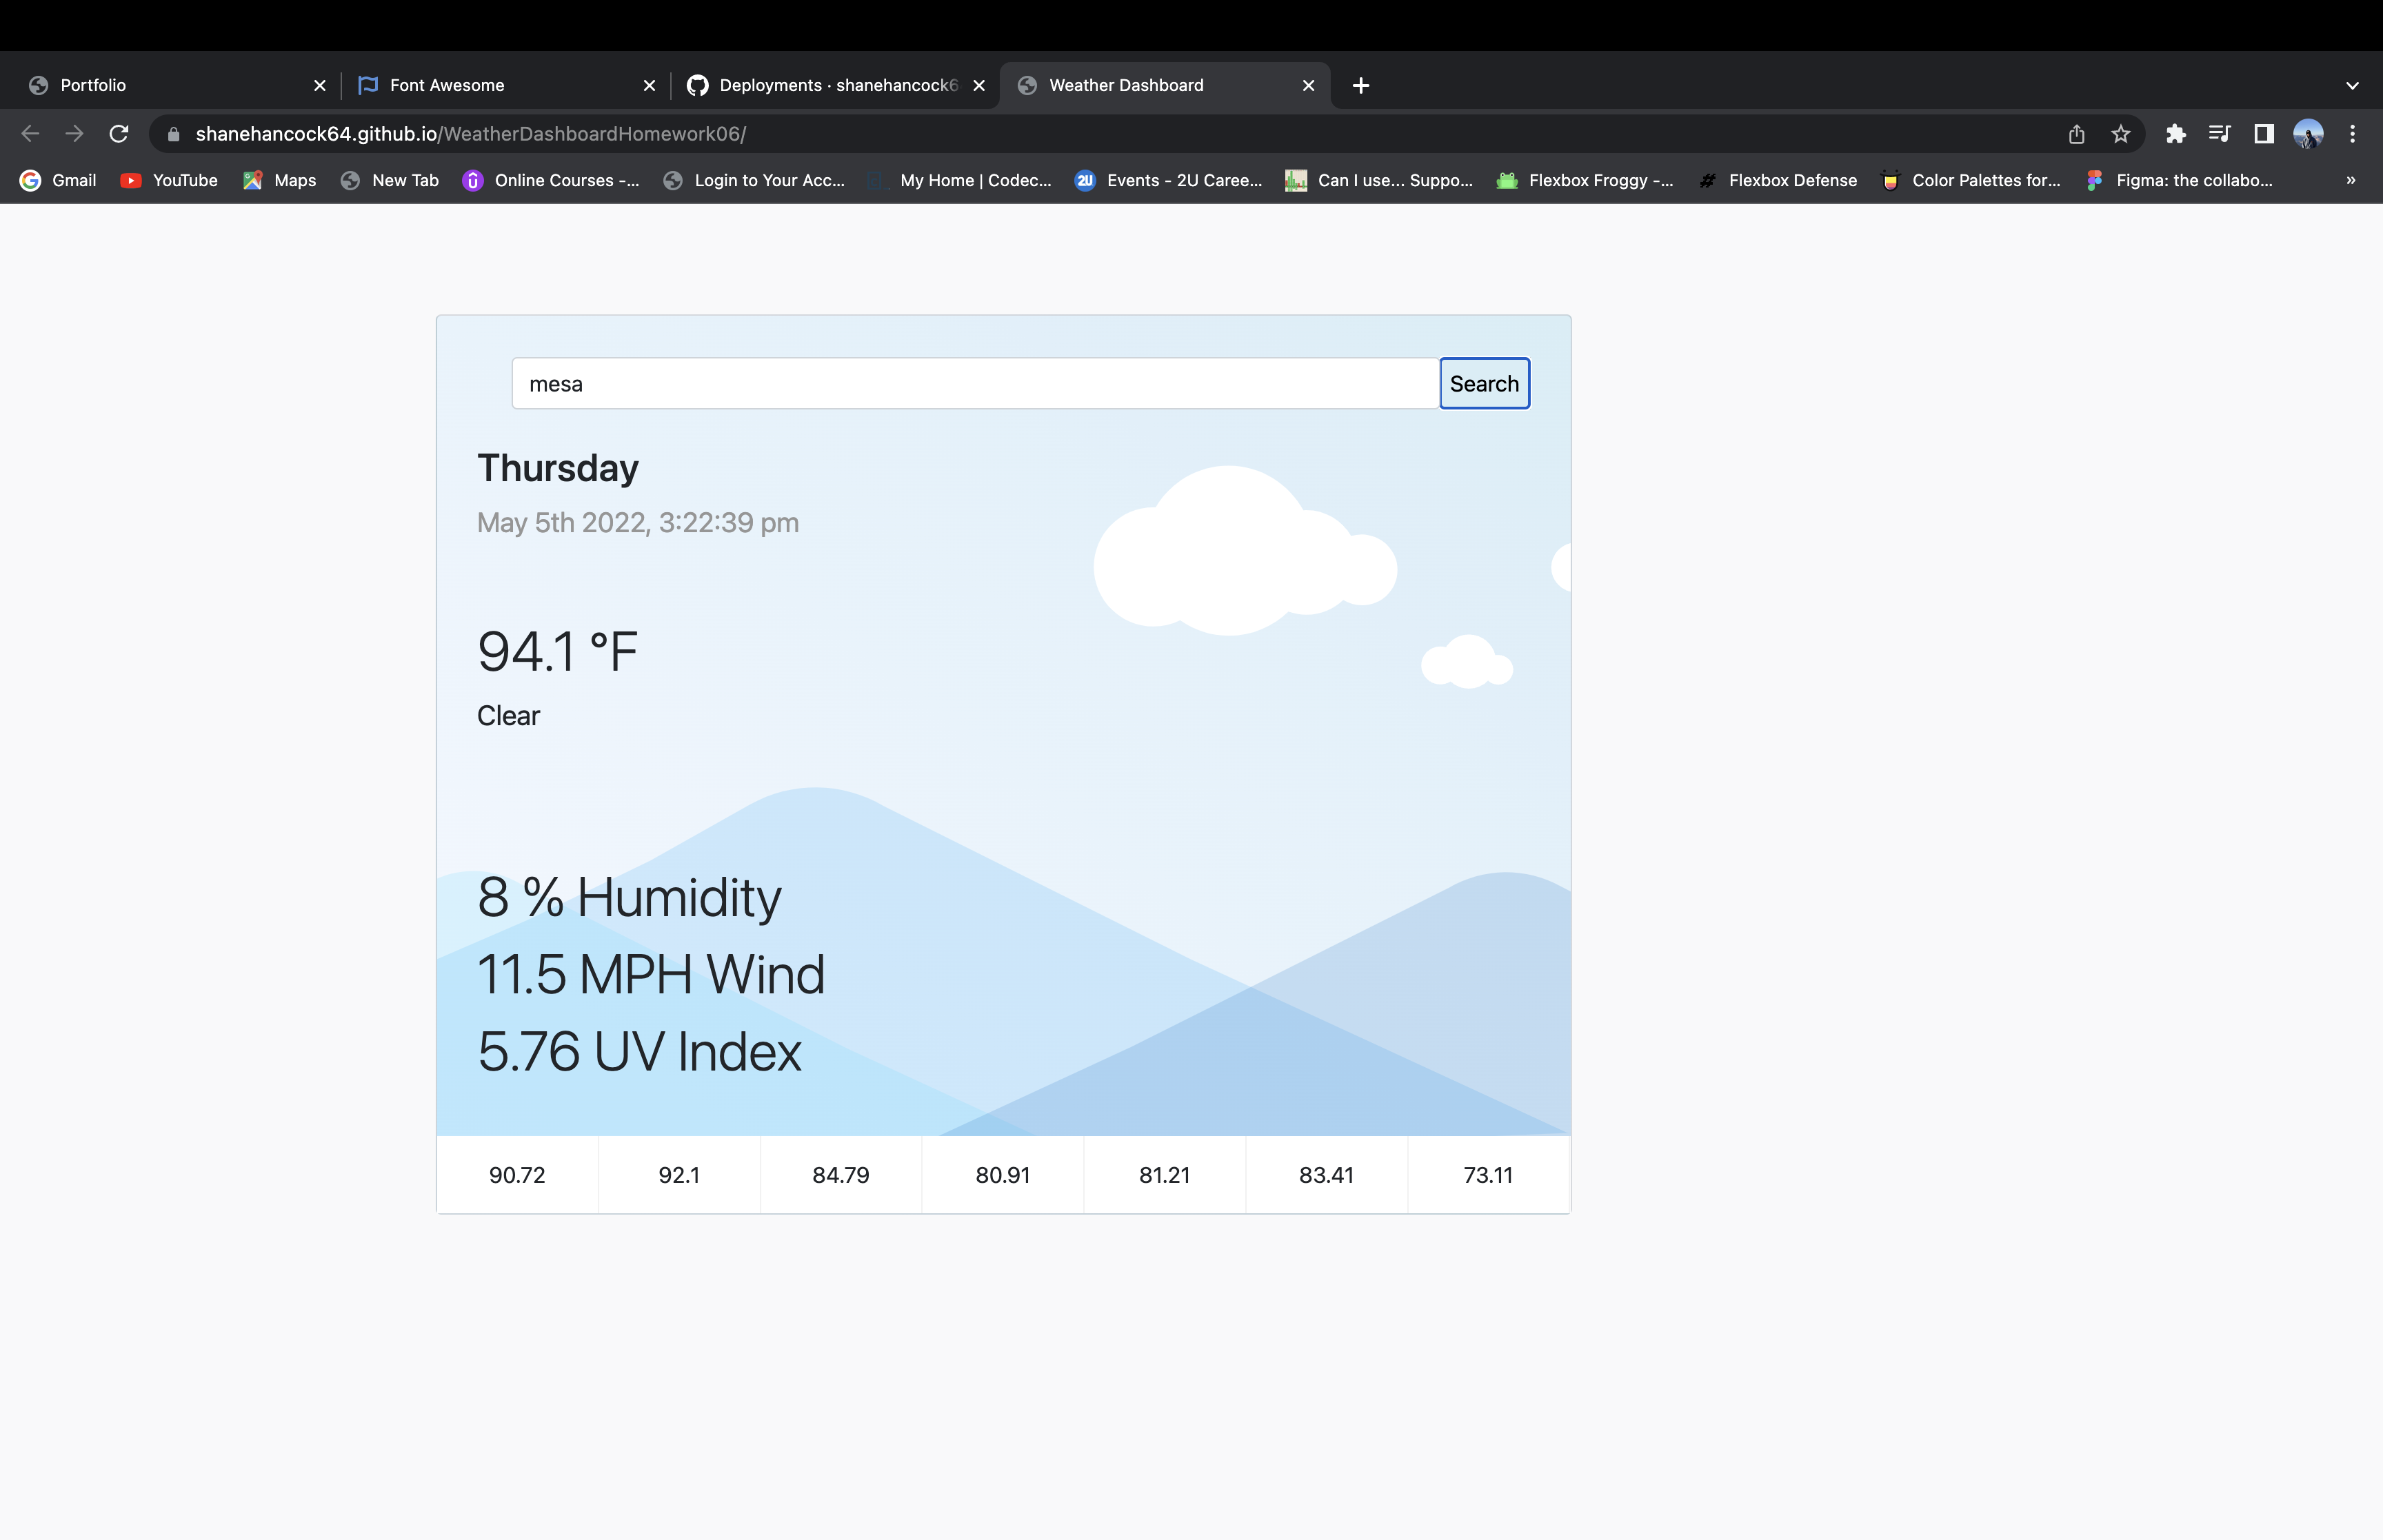 Portfolio
Font Awesome
Deployments · shanehancock6
Weather Dashboard
shanehancock64.github.io/WeatherDashboardHomework06/
Gmail
YouTube
Maps
New Tab
Online Courses -...
Login to Your Acc...
My Home | Codec...
Events - 2U Caree...
Can I use... Suppo...
Flexbox Froggy -...
Flexbox Defense
Color Palettes for...
Figma: the collabo...
»
mesa
Search
Thursday
May 5th 2022, 3:22:39 pm
94.1 °F
Clear
8 % Humidity
11.5 MPH Wind
5.76 UV Index
90.72 92.1 84.79 80.91 81.21 83.41 73.11